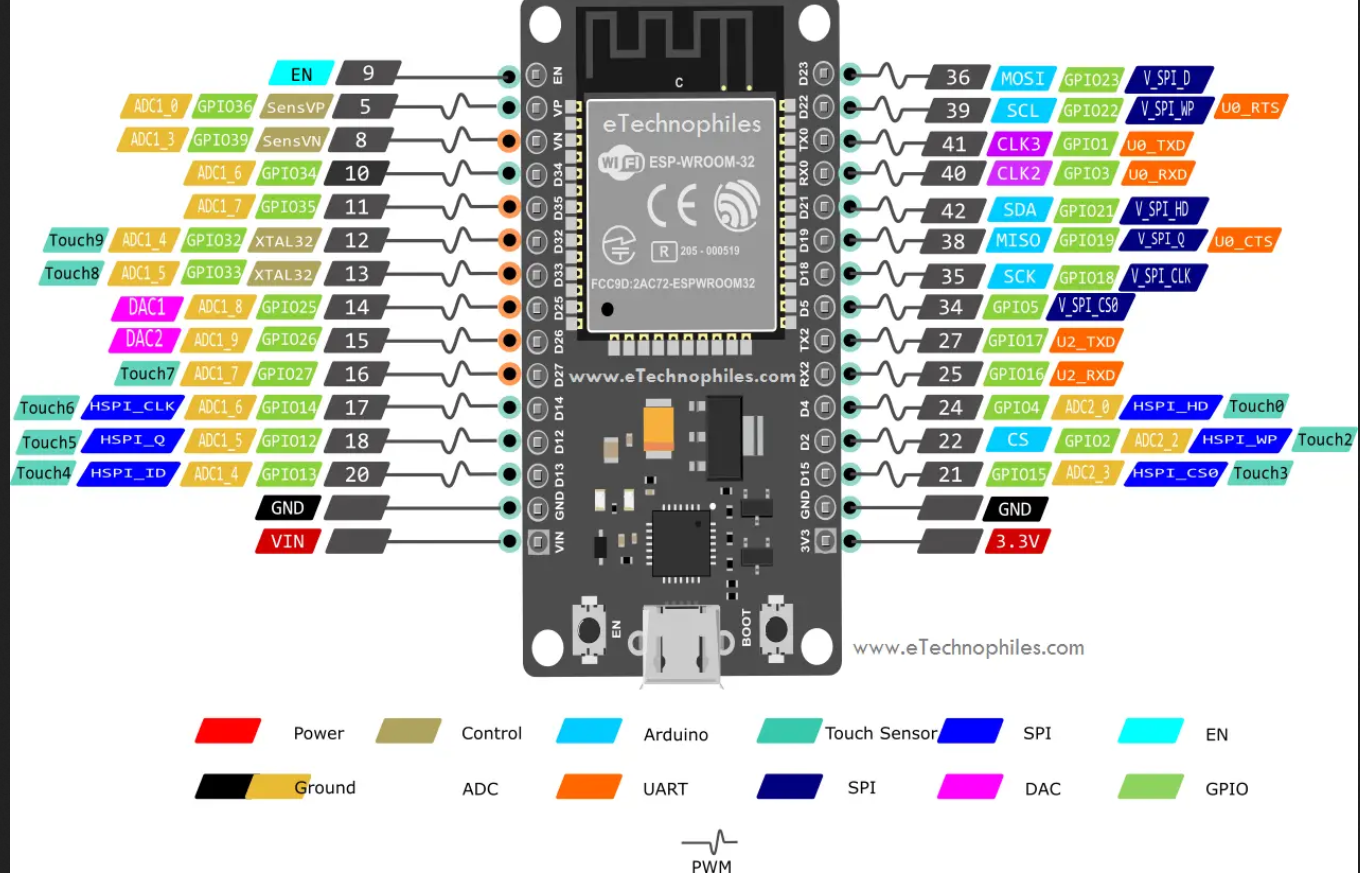 EN 9 EN D23 36 MOSI GPIO23 V_SPI_D
C
ADC1_0 GPIO36 SensVP 5 VP D22 39 SCL GPIO22 V_SPI_WP U0_RTS
eTechnophiles
ADC1_3 GPIO39 SensVN 8 VN TX0 41 CLK3 GPIO1 U0_TXD
WiFi ESP-WROOM-32
ADC1_6 GPIO34 10 D34 RX0 40 CLK2 GPIO3 U0_RXD
CE
ADC1_7 GPIO35 11 D35 D21 42 SDA GPIO21 V_SPI_HD
Touch9 ADC1_4 GPIO32 XTAL32 12 D32 D19 38 MISO GPIO19 V_SPI_Q U0_CTS
R 205 - 000519
Touch8 ADC1_5 GPIO33 XTAL32 13 D33 D18 35 SCK GPIO18 V_SPI_CLK
FCC9D:2AC72-ESPWROOM32
DAC1 ADC1_8 GPIO25 14 D25 D5 34 GPIO5 V_SPI_CS0
DAC2 ADC1_9 GPIO26 15 D26 TX2 27 GPIO17 U2_TXD
Touch7 ADC1_7 GPIO27 16 D27 RX2 25 GPIO16 U2_RXD
www.eTechnophiles.com
Touch6 HSPI_CLK ADC1_6 GPIO14 17 D14 D4 24 GPIO4 ADC2_0 HSPI_HD Touch0
Touch5 HSPI_Q ADC1_5 GPIO12 18 D12 D2 22 CS GPIO2 ADC2_2 HSPI_WP Touch2
Touch4 HSPI_ID ADC1_4 GPIO13 20 D13 D15 21 GPIO15 ADC2_3 HSPI_CS0 Touch3
GND GND GND GND
VIN VIN 3V3 3.3V
EN BOOT
www.eTechnophiles.com
Power Control Arduino Touch Sensor SPI EN
Ground ADC UART SPI DAC GPIO
PWM